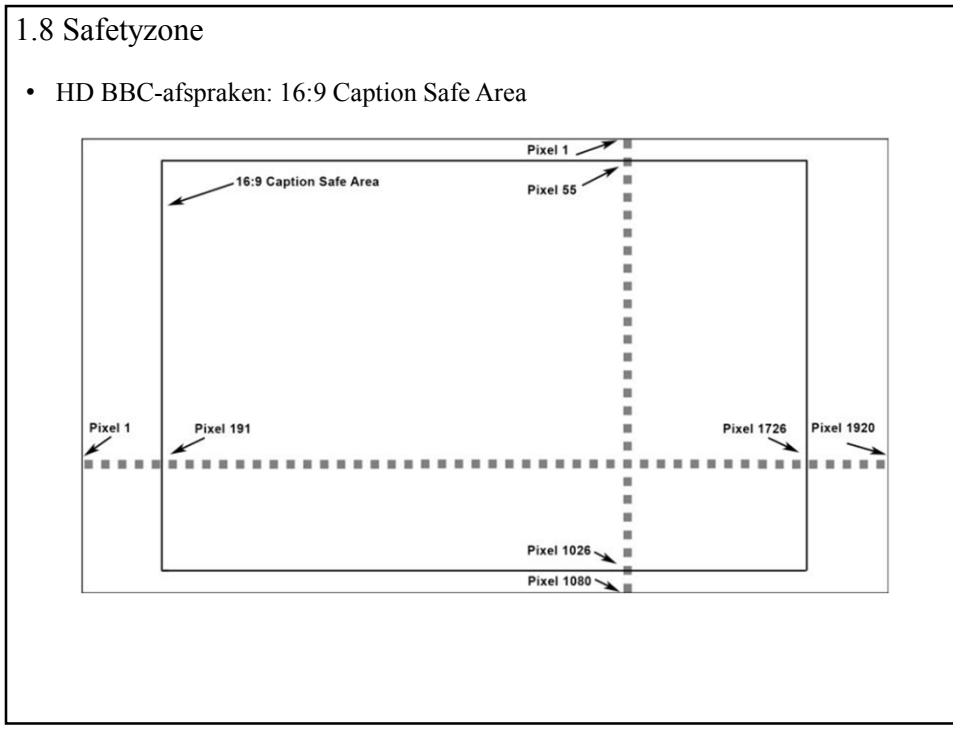 1.8 Safetyzone
• HD BBC-afspraken: 16:9 Caption Safe Area
Pixel 1
16:9 Caption Safe Area
Pixel 55
Pixel 1
Pixel 191
Pixel 1726
Pixel 1920
Pixel 1026
Pixel 1080